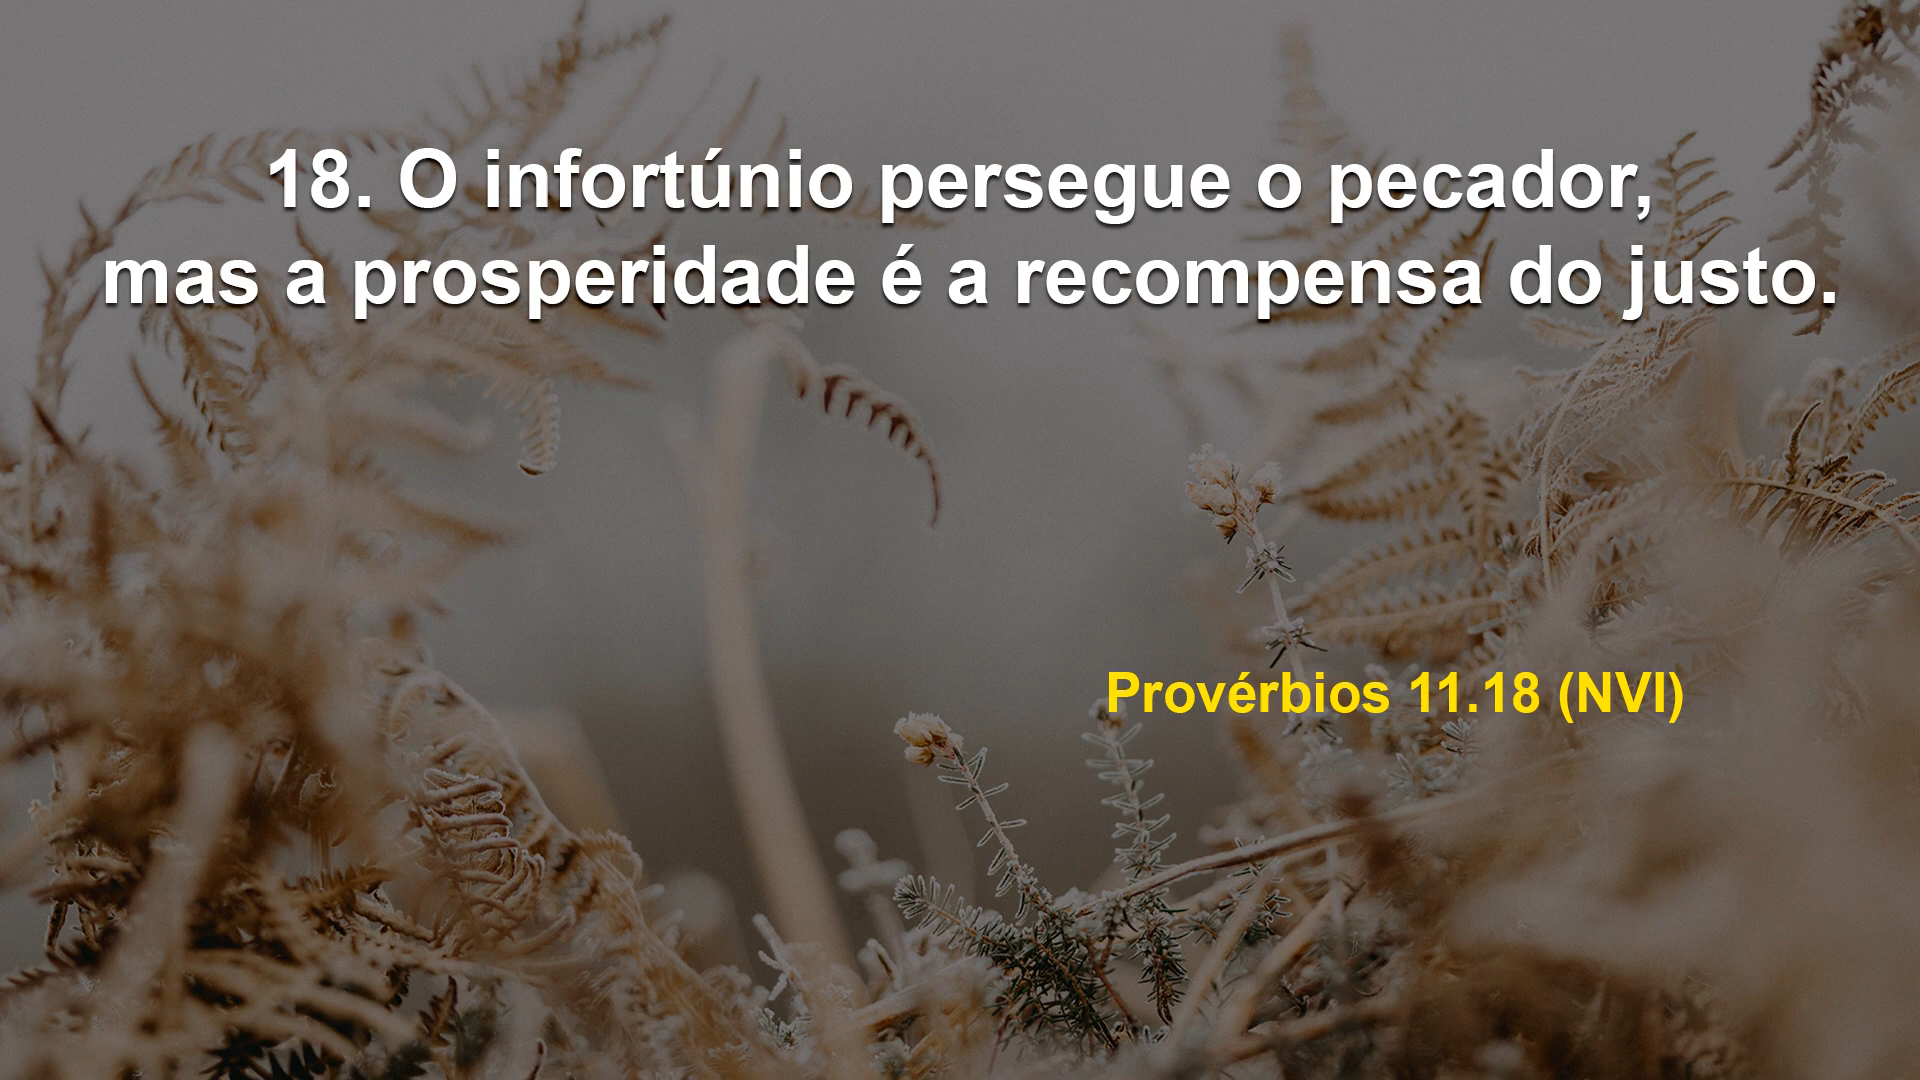 18. O infortúnio persegue o pecador,
mas a prosperidade é a recompensa do justo.
Provérbios 11.18 (NVI)